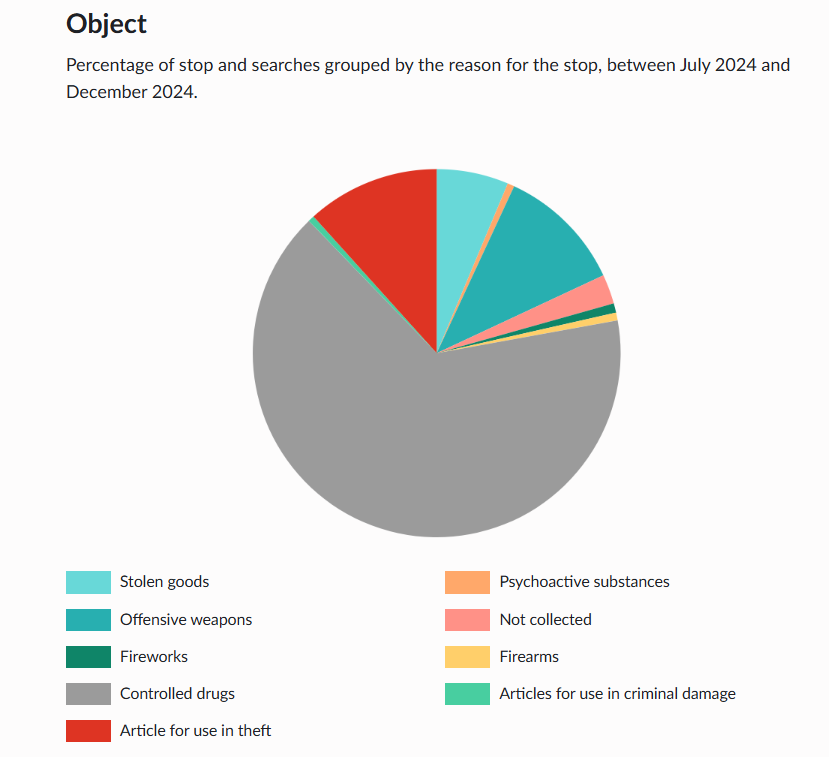 Object
Percentage of stop and searches grouped by the reason for the stop, between July 2024 and
December 2024.
Stolen goods
Psychoactive substances
Offensive weapons
Not collected
Fireworks
Firearms
Controlled drugs
Articles for use in criminal damage
Article for use in theft